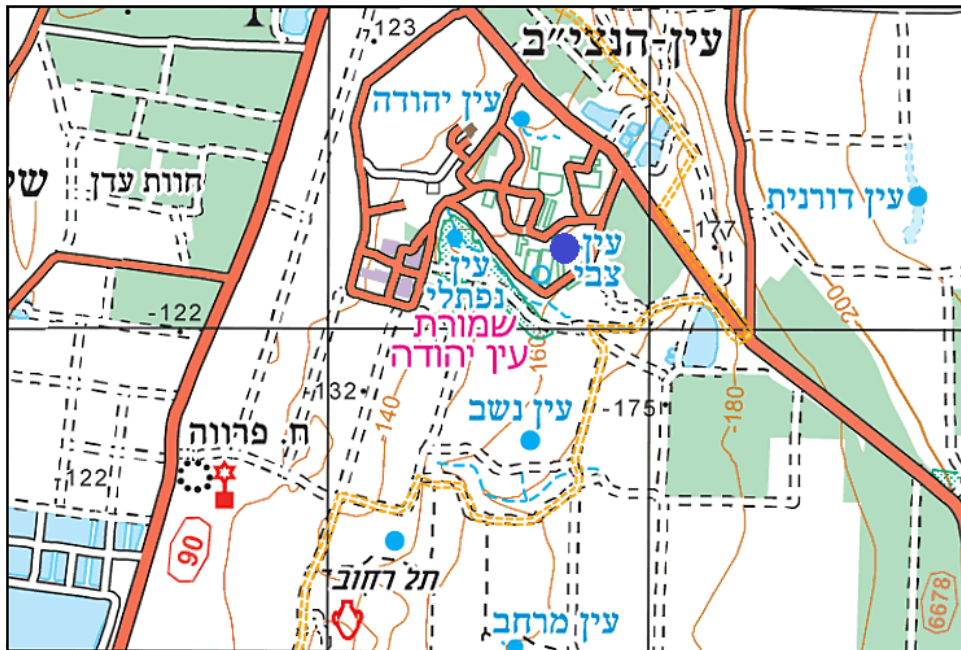 עין-הנצי״ב
-123
עין יהודה
חוות עדן
של
עין דורנית
-177
עין
צבי
עין
נפתלי
שמורת
עין יהודה
-200
-122
-160
-132
-140
עין נשב
-175
-180
ח. פרווה
-122
90
תל רחוב
עין מרחב
6678